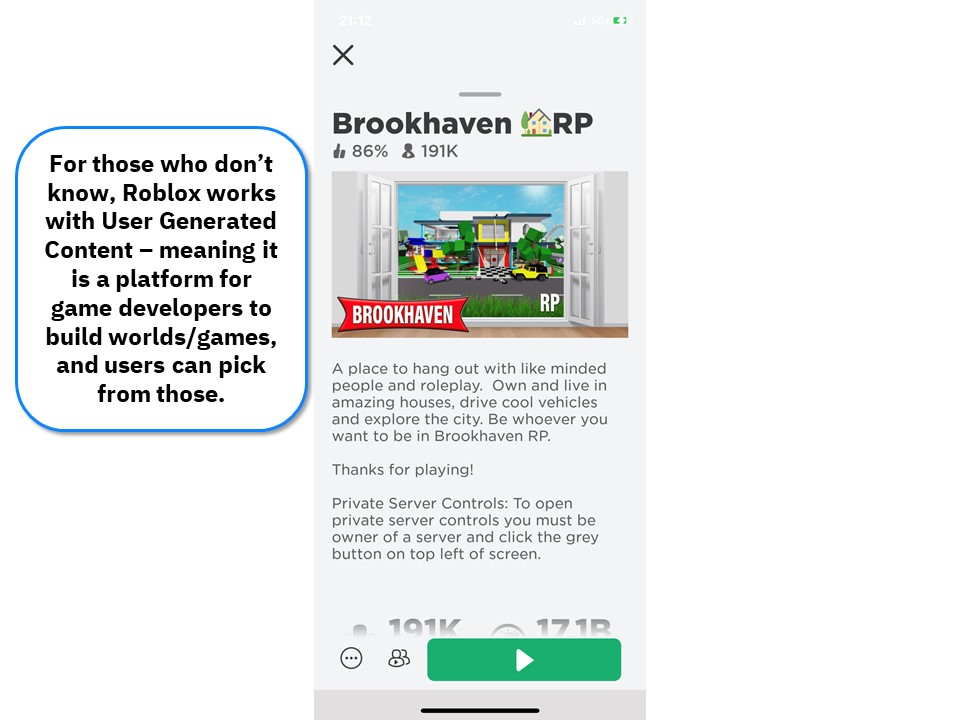 21:12
For those who don’t
know, Roblox works
with User Generated
Content – meaning it
is a platform for
game developers to
build worlds/games,
and users can pick
from those.
Brookhaven RP
86% 191K
BROOKHAVEN
RP
A place to hang out with like minded
people and roleplay.  Own and live in
amazing houses, drive cool vehicles
and explore the city. Be whoever you
want to be in Brookhaven RP.
Thanks for playing!
Private Server Controls: To open
private server controls you must be
owner of a server and click the grey
button on top left of screen.
191K 17.1B